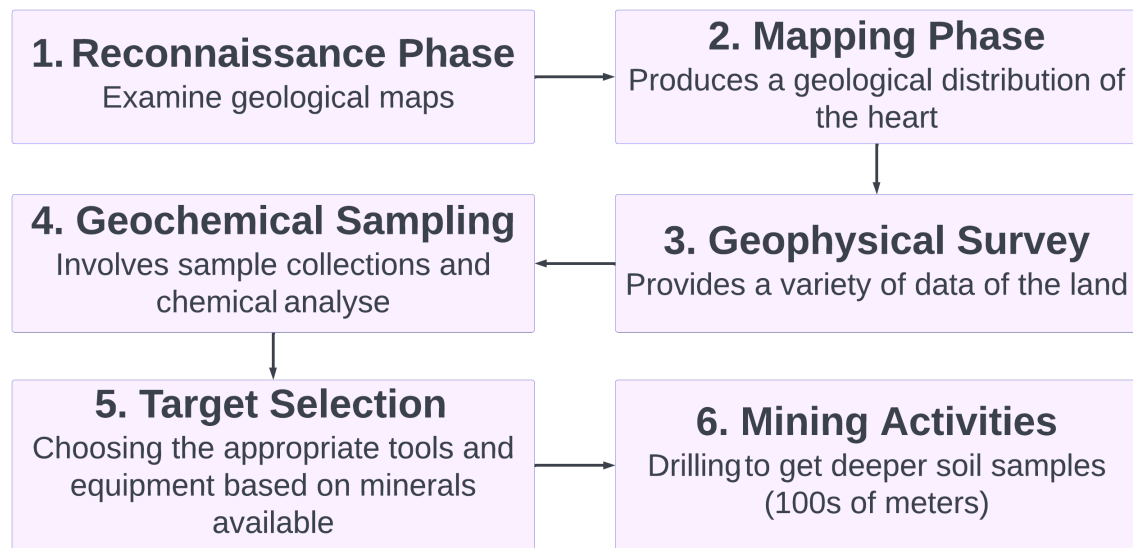 1. Reconnaissance Phase
Examine geological maps
2. Mapping Phase
Produces a geological distribution of
the heart
3. Geophysical Survey
Provides a variety of data of the land
4. Geochemical Sampling
Involves sample collections and
chemical analyse
5. Target Selection
Choosing the appropriate tools and
equipment based on minerals
available
6. Mining Activities
Drilling to get deeper soil samples
(100s of meters)